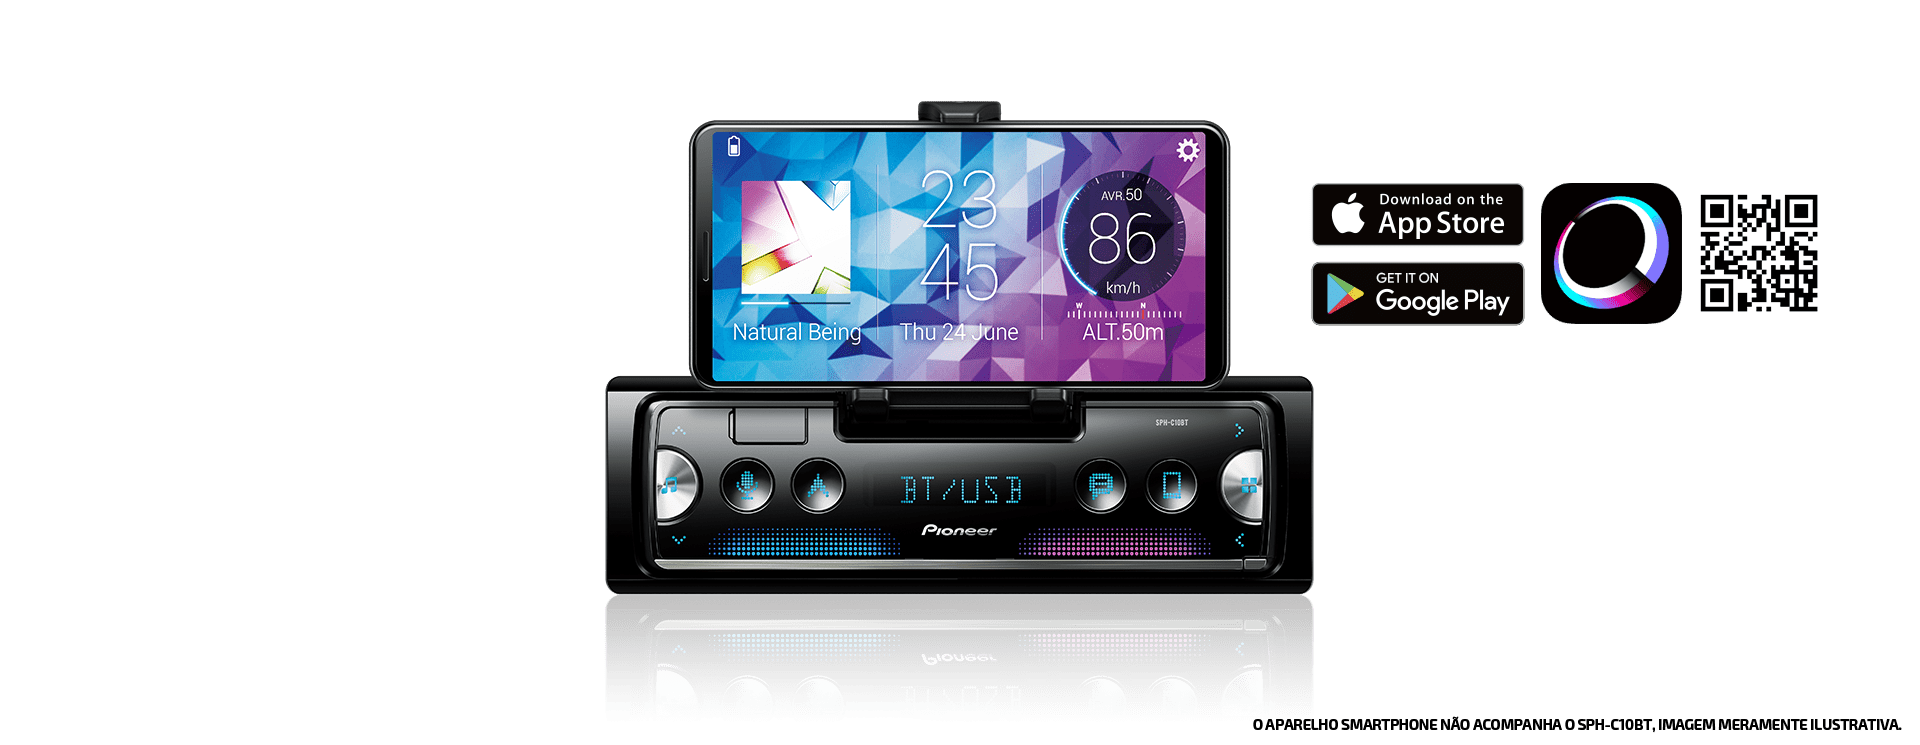 23
45
AVR.50
86
km/h
W N
Natural Being
Thu 24 June
ALT.50m
SPH-C10BT
BT/USB
Pioneer
Download on the
App Store
GET IT ON
Google Play
O APARELHO SMARTPHONE NÃO ACOMPANHA O SPH-C10BT, IMAGEM MERAMENTE ILUSTRATIVA.